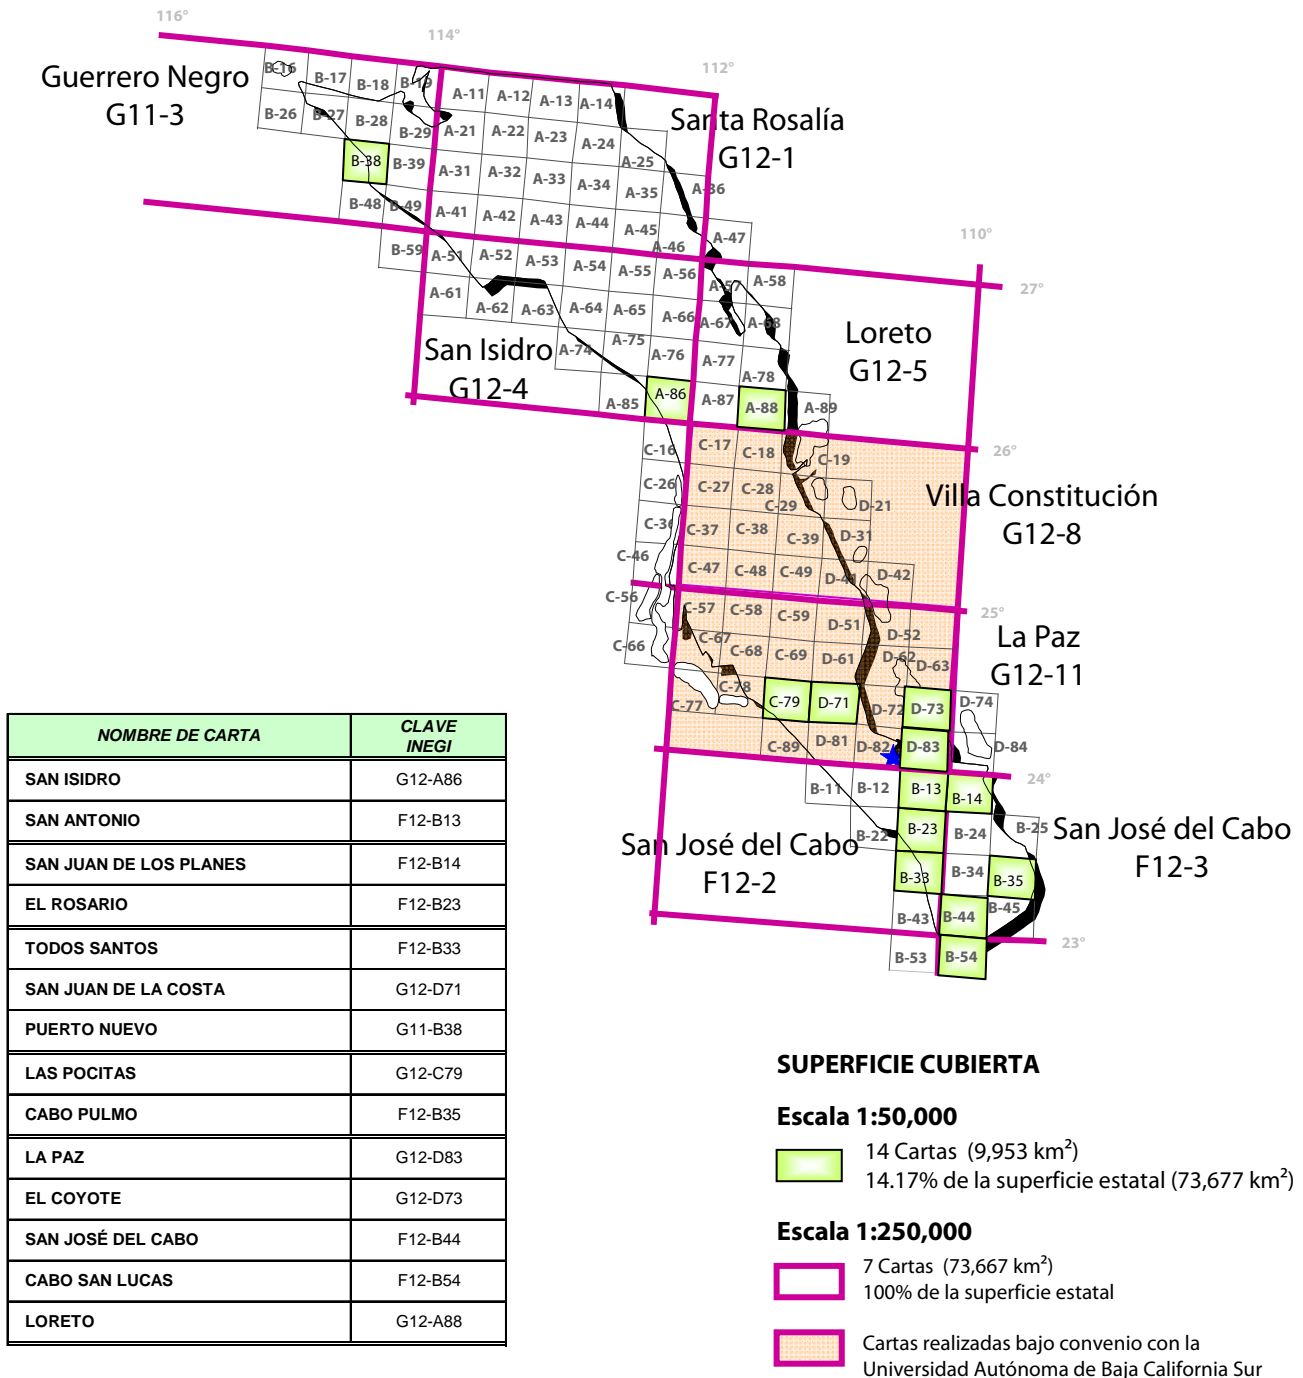 116°
114°
112°
110°
27°
26°
25°
24°
23°
Guerrero Negro
G11-3
Santa Rosalía
G12-1
San Isidro
G12-4
Loreto
G12-5
Villa Constitución
G12-8
La Paz
G12-11
San José del Cabo
F12-2
San José del Cabo
F12-3
B-16 B-17 B-18 B-19
A-11 A-12 A-13 A-14
B-26 B-27 B-28 B-29
A-21 A-22 A-23 A-24 A-25
B-38 B-39
A-31 A-32 A-33 A-34 A-35 A-36
B-48 B-49
A-41 A-42 A-43 A-44 A-45 A-46 A-47
B-59
A-51 A-52 A-53 A-54 A-55 A-56 A-57 A-58
A-61 A-62 A-63 A-64 A-65 A-66 A-67 A-68
A-74 A-75 A-76 A-77 A-78
A-85 A-86 A-87 A-88 A-89
C-16 C-17 C-18 C-19
C-26 C-27 C-28 C-29 D-21
C-36 C-37 C-38 C-39 D-31
C-46 C-47 C-48 C-49 D-41 D-42
C-56 C-57 C-58 C-59 D-51 D-52
C-66 C-67 C-68 C-69 D-61 D-62 D-63
C-77 C-78 C-79 D-71 D-72 D-73 D-74
C-89 D-81 D-82 D-83 D-84
B-11 B-12 B-13 B-14
B-22 B-23 B-24 B-25
B-33 B-34 B-35
B-43 B-44 B-45
B-53 B-54
NOMBRE DE CARTA CLAVE
INEGI
SAN ISIDRO G12-A86
SAN ANTONIO F12-B13
SAN JUAN DE LOS PLANES F12-B14
EL ROSARIO F12-B23
TODOS SANTOS F12-B33
SAN JUAN DE LA COSTA G12-D71
PUERTO NUEVO G11-B38
LAS POCITAS G12-C79
CABO PULMO F12-B35
LA PAZ G12-D83
EL COYOTE G12-D73
SAN JOSÉ DEL CABO F12-B44
CABO SAN LUCAS F12-B54
LORETO G12-A88
SUPERFICIE CUBIERTA
Escala 1:50,000
14 Cartas (9,953 km²)
14.17% de la superficie estatal (73,677 km²)
Escala 1:250,000
7 Cartas (73,667 km²)
100% de la superficie estatal
Cartas realizadas bajo convenio con la
Universidad Autónoma de Baja California Sur